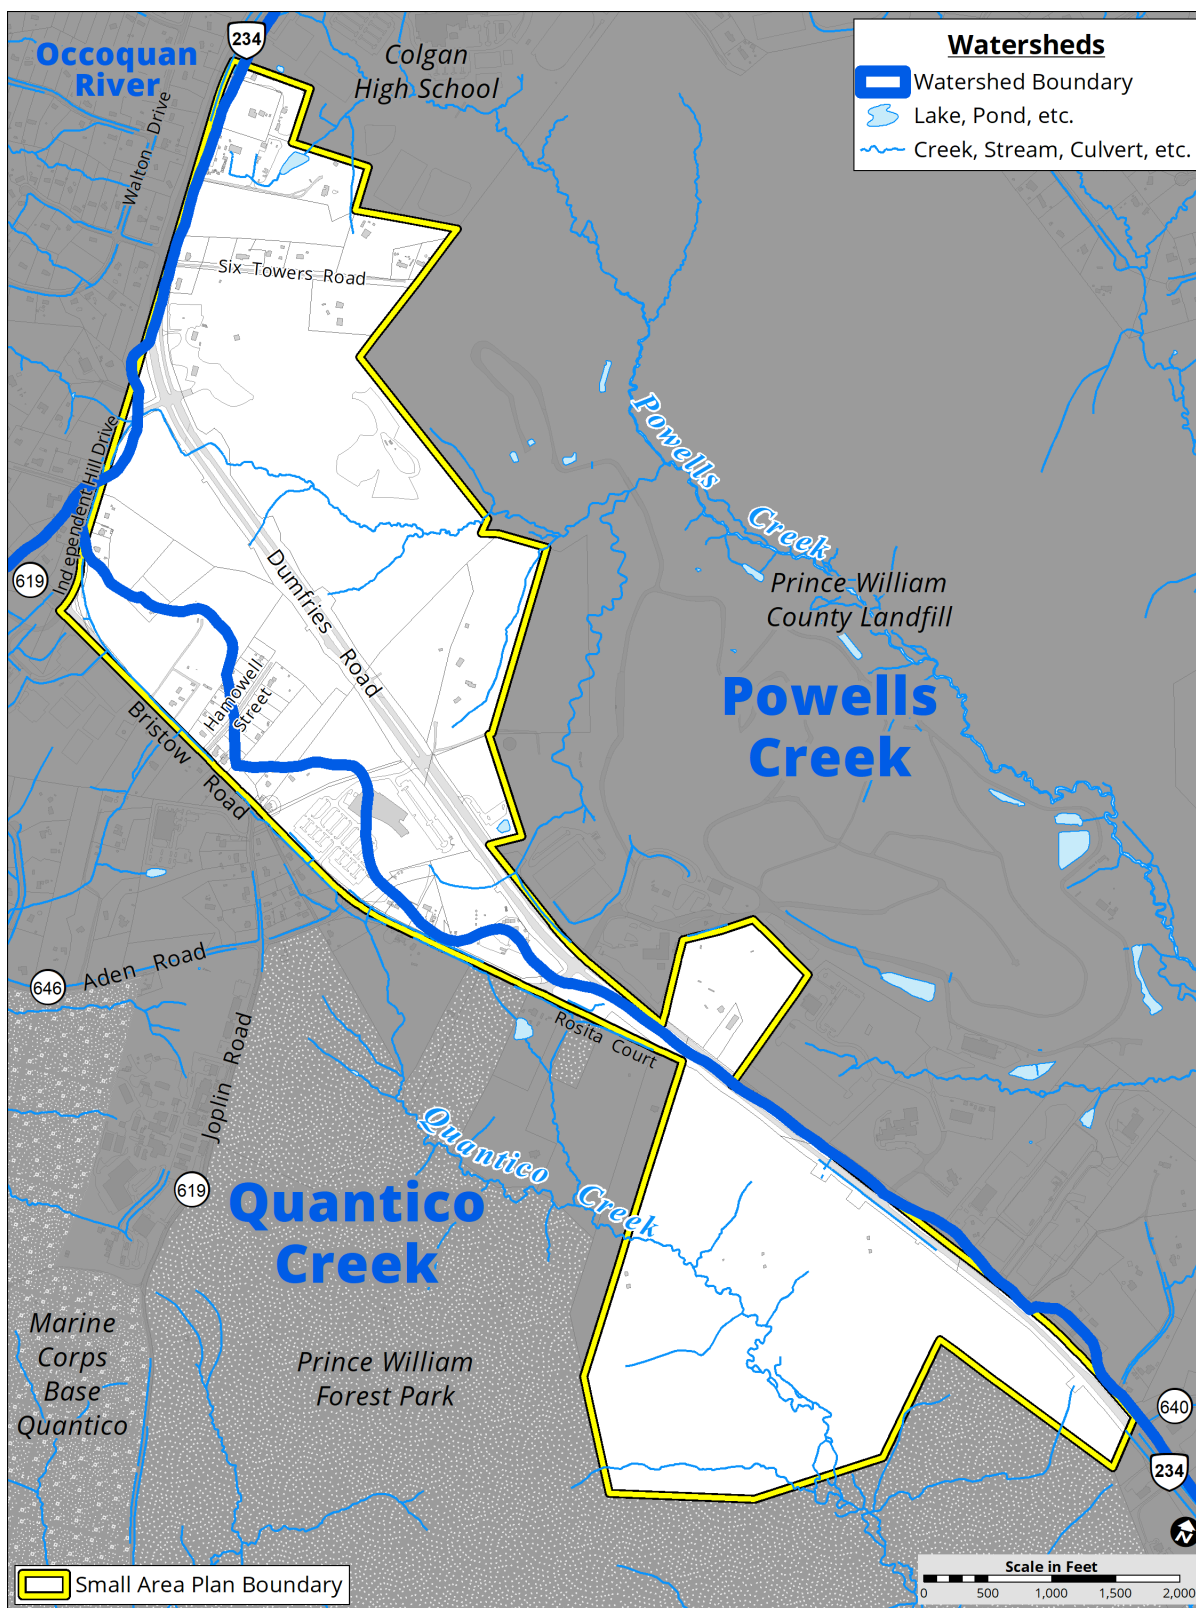 234
Occoquan
River
Colgan
High School
Watersheds
Watershed Boundary
Lake, Pond, etc.
Creek, Stream, Culvert, etc.
Walton Drive
Six Towers Road
Independent Hill Drive
619
Powells Creek
Dumfries Road
Prince William
County Landfill
Hamowell
Street
Bristow Road
Powells
Creek
646
Aden Road
Joplin Road
Rosita Court
Quantico Creek
619
Quantico
Creek
Marine
Corps
Base
Quantico
Prince William
Forest Park
640
234
N
Small Area Plan Boundary
Scale in Feet
0 500 1,000 1,500 2,000